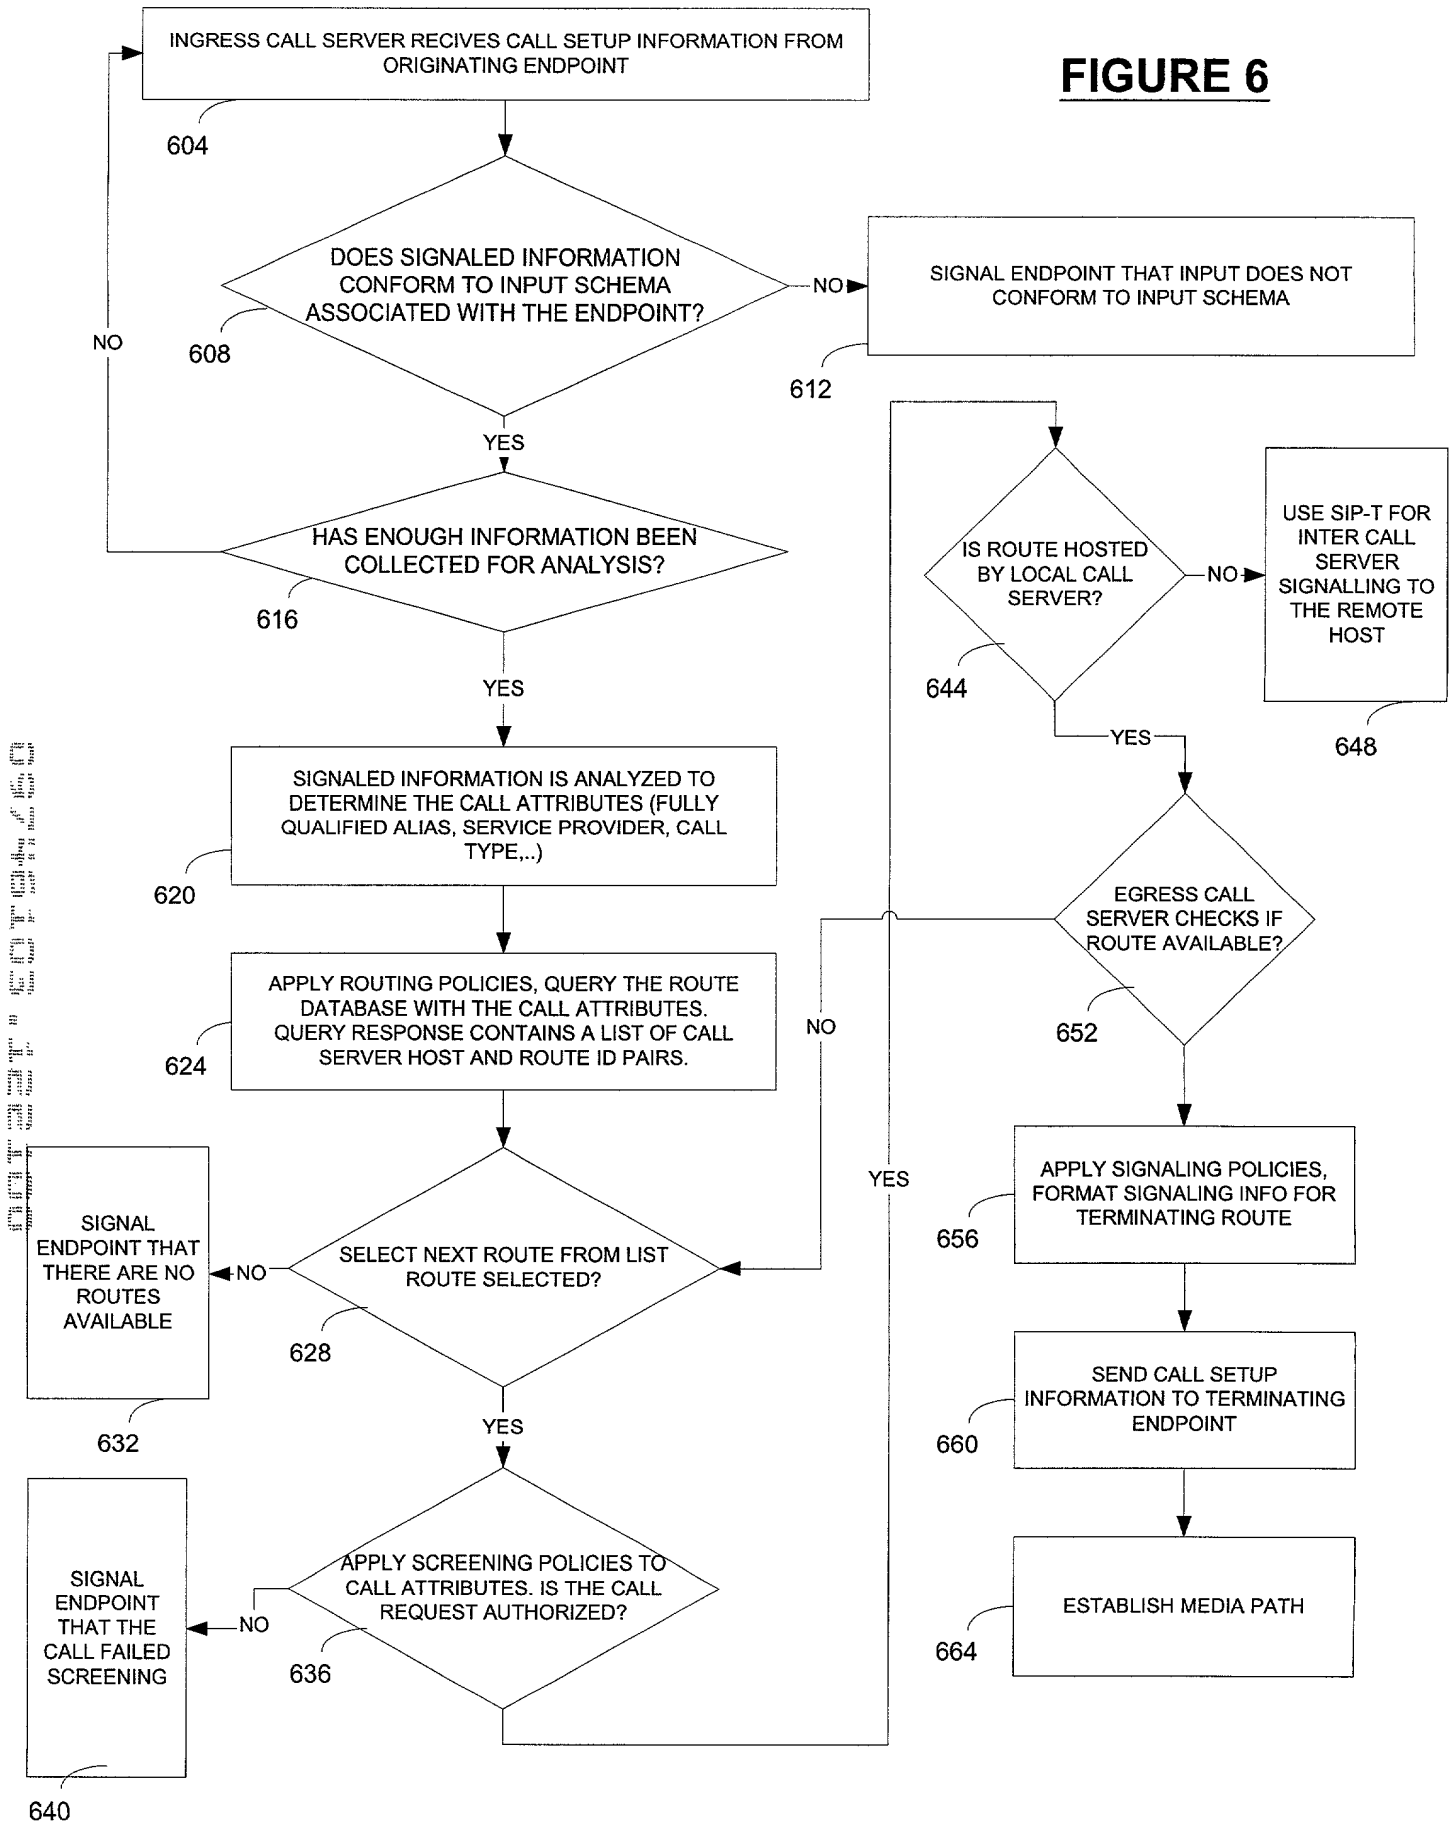 INGRESS CALL SERVER RECIVES CALL SETUP INFORMATION FROM
ORIGINATING ENDPOINT
604
FIGURE 6
DOES SIGNALED INFORMATION
CONFORM TO INPUT SCHEMA
ASSOCIATED WITH THE ENDPOINT?
608
NO
SIGNAL ENDPOINT THAT INPUT DOES NOT
CONFORM TO INPUT SCHEMA
612
NO
YES
HAS ENOUGH INFORMATION BEEN
COLLECTED FOR ANALYSIS?
616
YES
SIGNALED INFORMATION IS ANALYZED TO
DETERMINE THE CALL ATTRIBUTES (FULLY
QUALIFIED ALIAS, SERVICE PROVIDER, CALL
TYPE,..)
620
APPLY ROUTING POLICIES, QUERY THE ROUTE
DATABASE WITH THE CALL ATTRIBUTES.
QUERY RESPONSE CONTAINS A LIST OF CALL
SERVER HOST AND ROUTE ID PAIRS.
624
SELECT NEXT ROUTE FROM LIST
ROUTE SELECTED?
628
NO
SIGNAL
ENDPOINT THAT
THERE ARE NO
ROUTES
AVAILABLE
632
YES
APPLY SCREENING POLICIES TO
CALL ATTRIBUTES. IS THE CALL
REQUEST AUTHORIZED?
636
NO
SIGNAL
ENDPOINT
THAT THE
CALL FAILED
SCREENING
640
YES
IS ROUTE HOSTED
BY LOCAL CALL
SERVER?
644
NO
USE SIP-T FOR
INTER CALL
SERVER
SIGNALLING TO
THE REMOTE
HOST
648
YES
EGRESS CALL
SERVER CHECKS IF
ROUTE AVAILABLE?
652
NO
APPLY SIGNALING POLICIES,
FORMAT SIGNALING INFO FOR
TERMINATING ROUTE
656
SEND CALL SETUP
INFORMATION TO TERMINATING
ENDPOINT
660
ESTABLISH MEDIA PATH
664